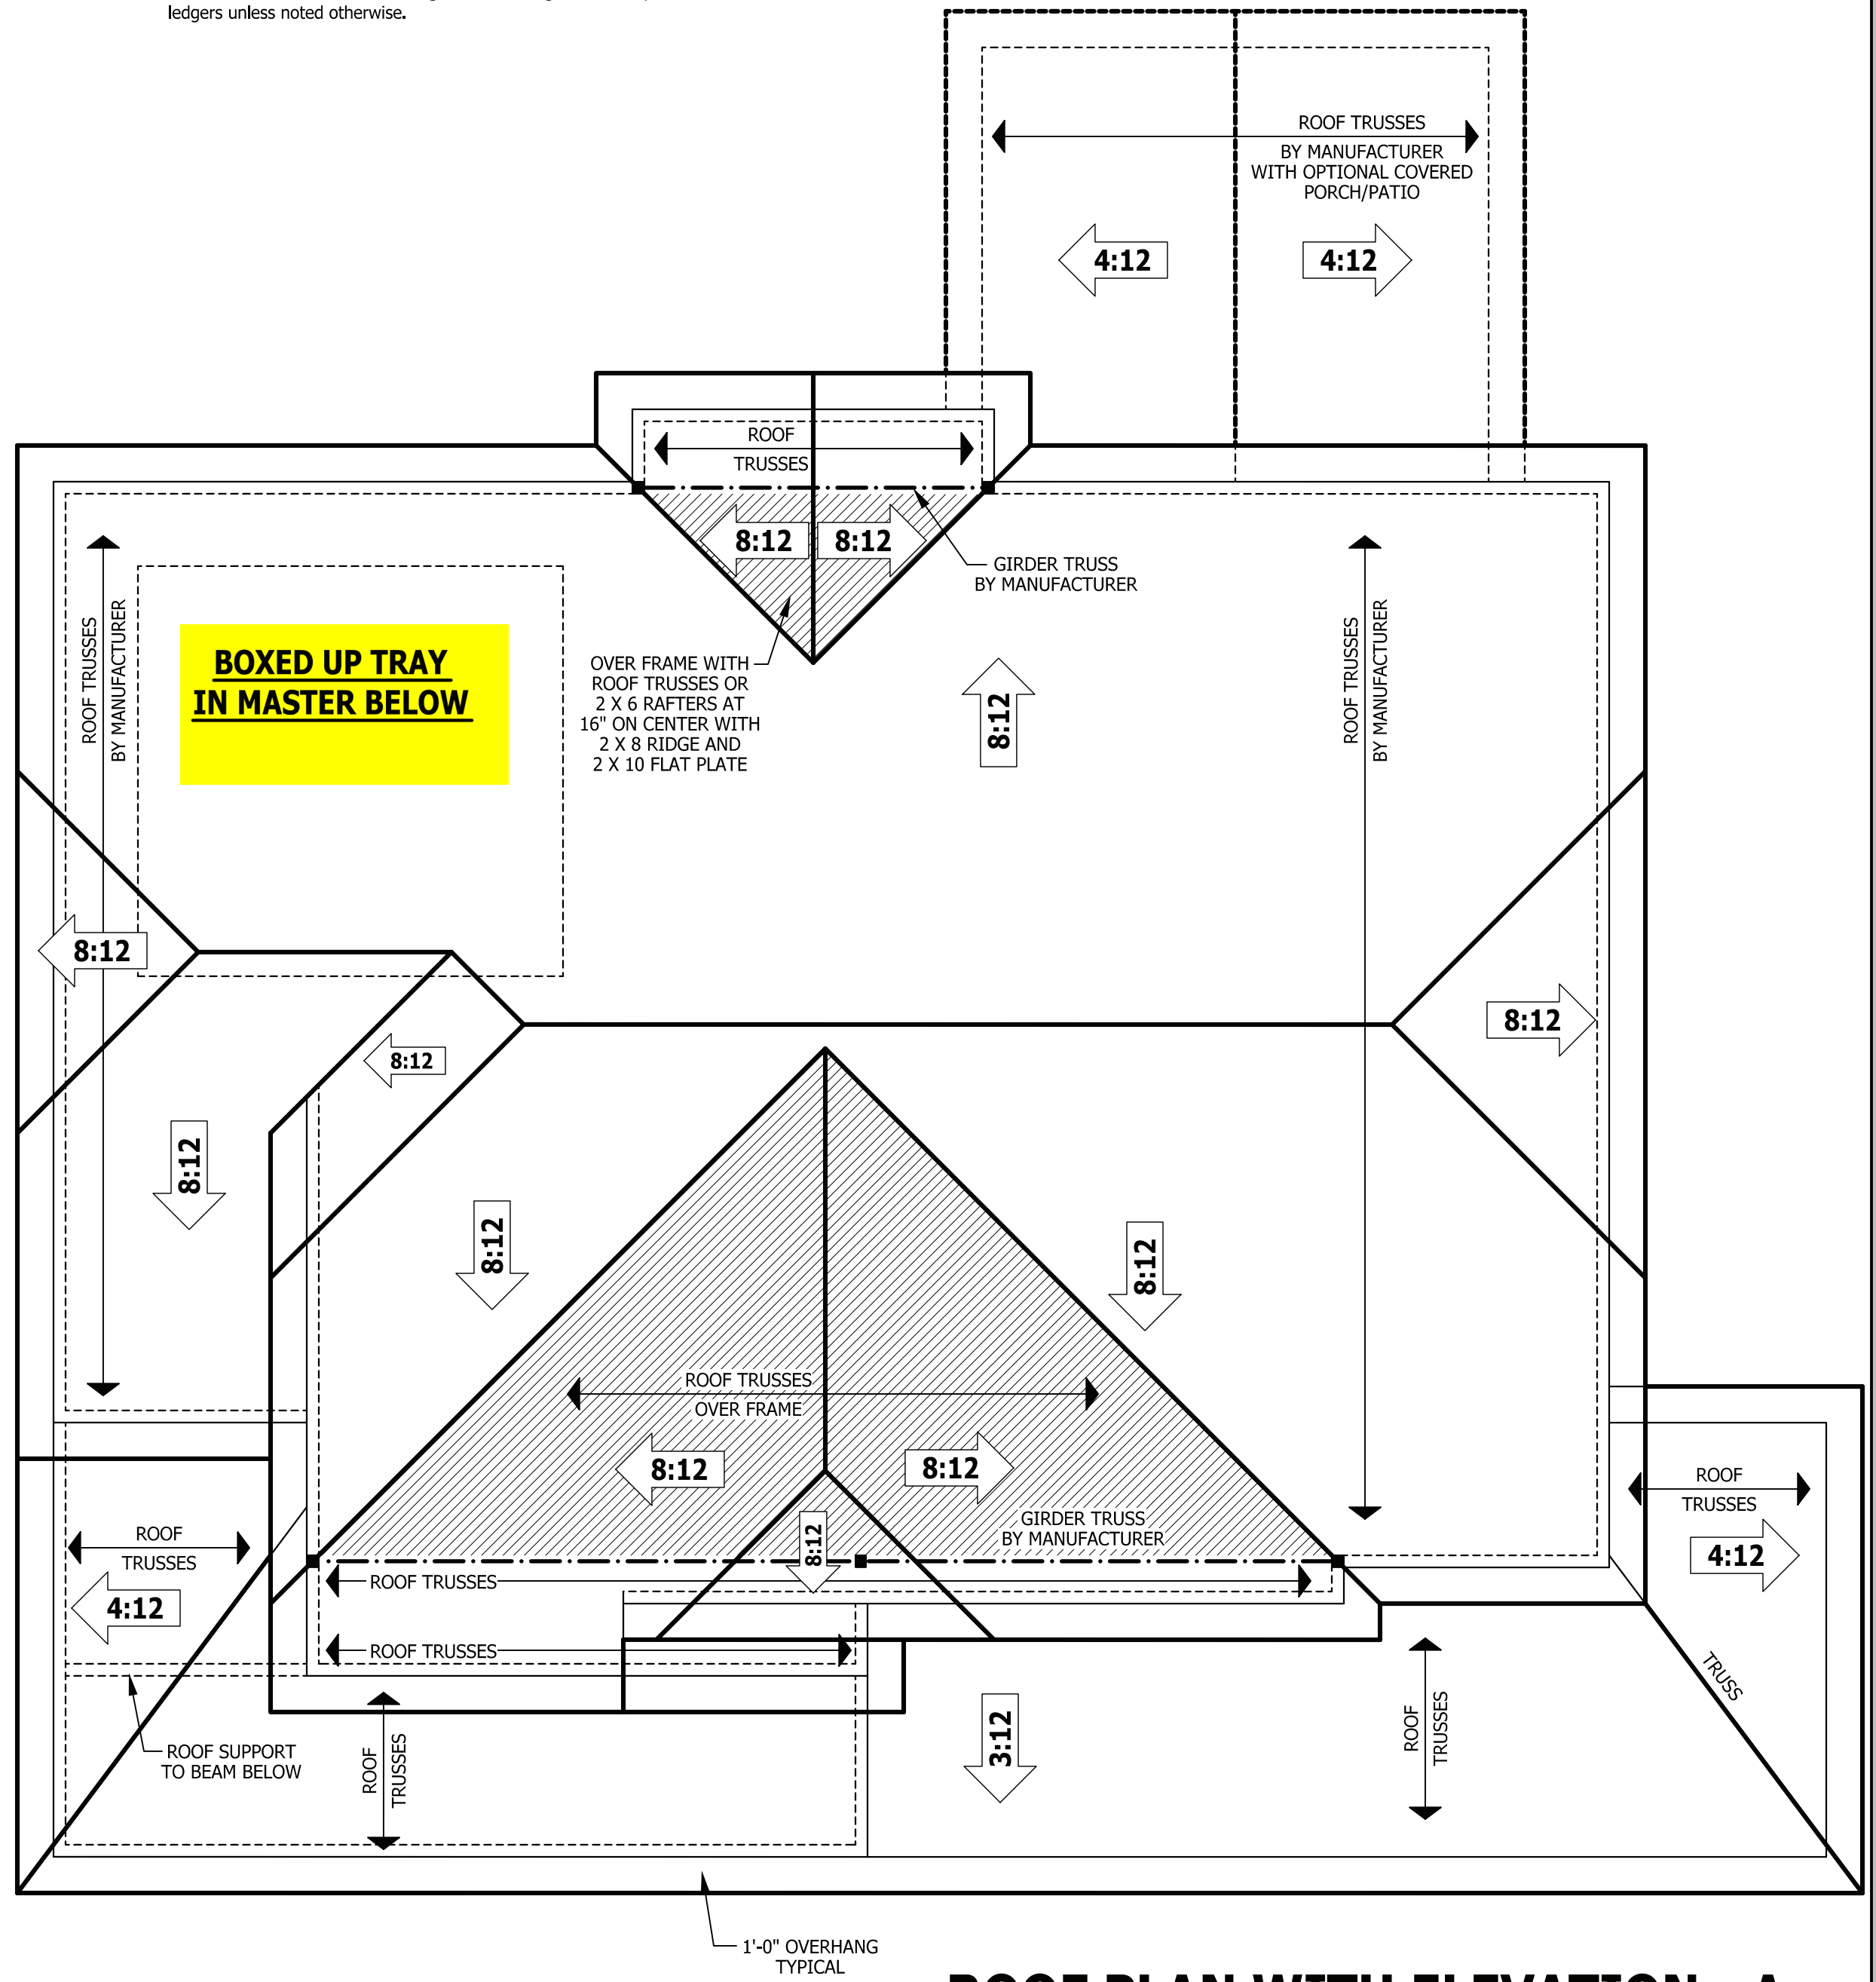 ledgers unless noted otherwise.
ROOF TRUSSES
BY MANUFACTURER
WITH OPTIONAL COVERED
PORCH/PATIO
4:12
4:12
ROOF
TRUSSES
8:12
8:12
GIRDER TRUSS
BY MANUFACTURER
ROOF TRUSSES
BY MANUFACTURER
BOXED UP TRAY
IN MASTER BELOW
OVER FRAME WITH
ROOF TRUSSES OR
2 X 6 RAFTERS AT
16" ON CENTER WITH
2 X 8 RIDGE AND
2 X 10 FLAT PLATE
8:12
ROOF TRUSSES
BY MANUFACTURER
8:12
8:12
8:12
8:12
8:12
8:12
ROOF TRUSSES
OVER FRAME
8:12
8:12
GIRDER TRUSS
BY MANUFACTURER
8:12
ROOF
TRUSSES
4:12
ROOF
TRUSSES
4:12
ROOF TRUSSES
ROOF TRUSSES
TRUSS
ROOF SUPPORT
TO BEAM BELOW
ROOF
TRUSSES
3:12
ROOF
TRUSSES
1'-0" OVERHANG
TYPICAL
ROOF PLAN WITH ELEVATION - A